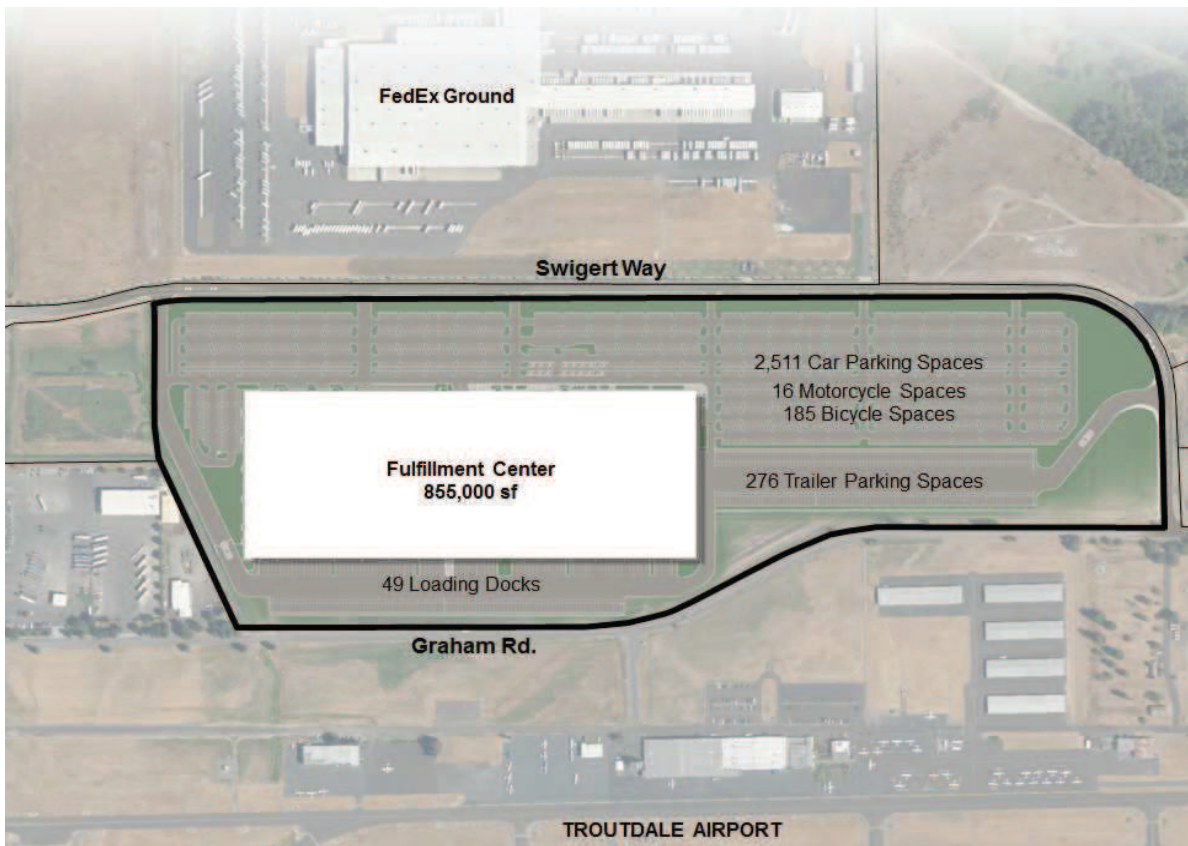 FedEx Ground
Swigert Way
2,511 Car Parking Spaces
16 Motorcycle Spaces
185 Bicycle Spaces
Fulfillment Center
855,000 sf
276 Trailer Parking Spaces
49 Loading Docks
Graham Rd.
TROUTDALE AIRPORT